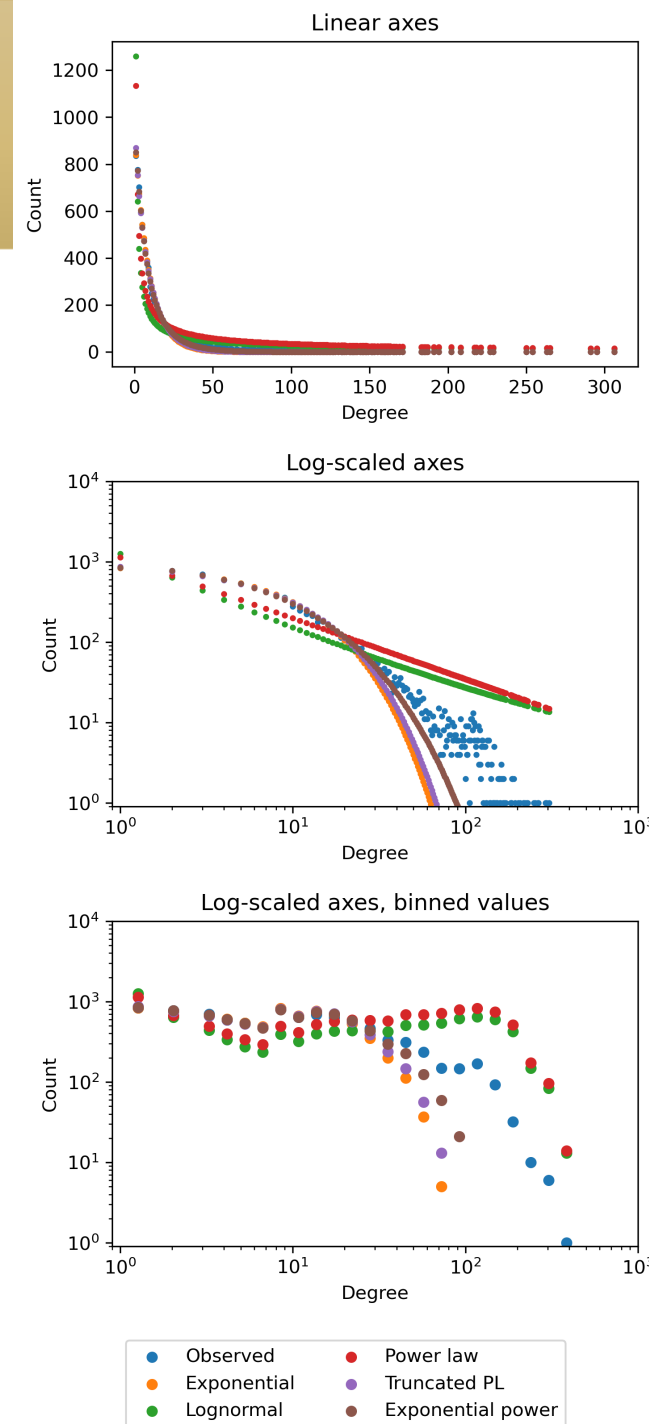 Linear axes
1200
1000
800
600
400
200
0
Count
0 50 100 150 200 250 300
Degree
Log-scaled axes
10⁴
10³
10²
10¹
10⁰
Count
10⁰ 10¹ 10²
Degree
Log-scaled axes, binned values
10⁴
10³
10²
10¹
10⁰
Count
10⁰ 10¹ 10²
Degree
Observed Power law
Exponential Truncated PL
Lognormal Exponential power